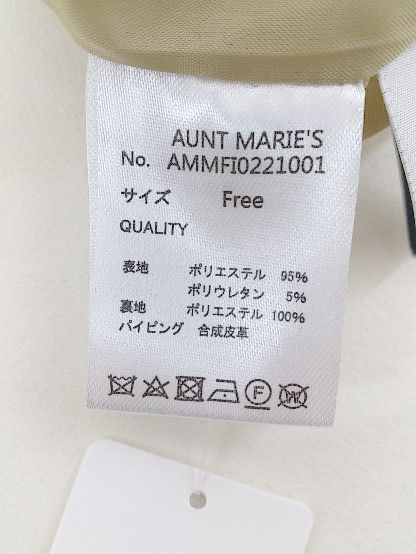 AUNT MARIE'S
No. AMMFI0221001
サイズ Free
QUALITY
表地 ポリエステル 95%
ポリウレタン 5%
裏地 ポリエステル 100%
パイピング 合成皮革
F W